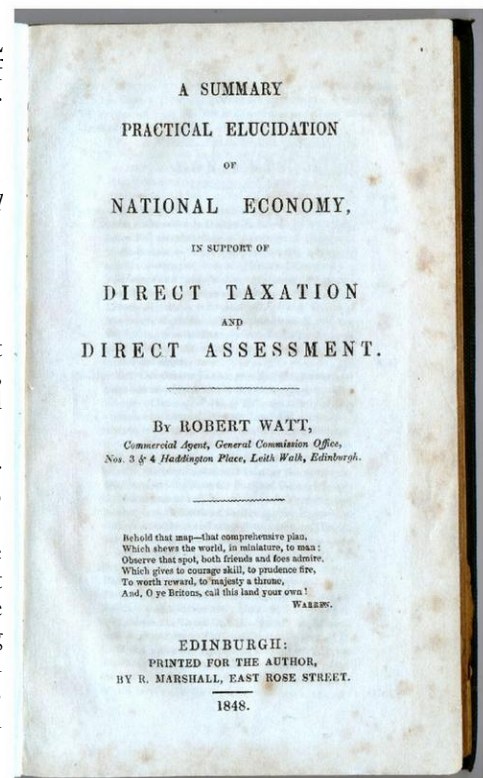 A SUMMARY
PRACTICAL ELUCIDATION
OF
NATIONAL ECONOMY,
IN SUPPORT OF
DIRECT TAXATION
AND
DIRECT ASSESSMENT.
BY ROBERT WATT,
Commercial Agent, General Commission Office,
Nos. 3 & 4 Haddington Place, Leith Walk, Edinburgh.
Behold that map—that comprehensive plan,
Which shews the world, in miniature, to man;
Observe that spot, both friends and foes admire,
Which gives to courage skill, to prudence fire,
To worth reward, to majesty a throne,
And, O ye Britons, call this land your own!
WARREN.
EDINBURGH:
PRINTED FOR THE AUTHOR,
BY R. MARSHALL, EAST ROSE STREET.
1848.